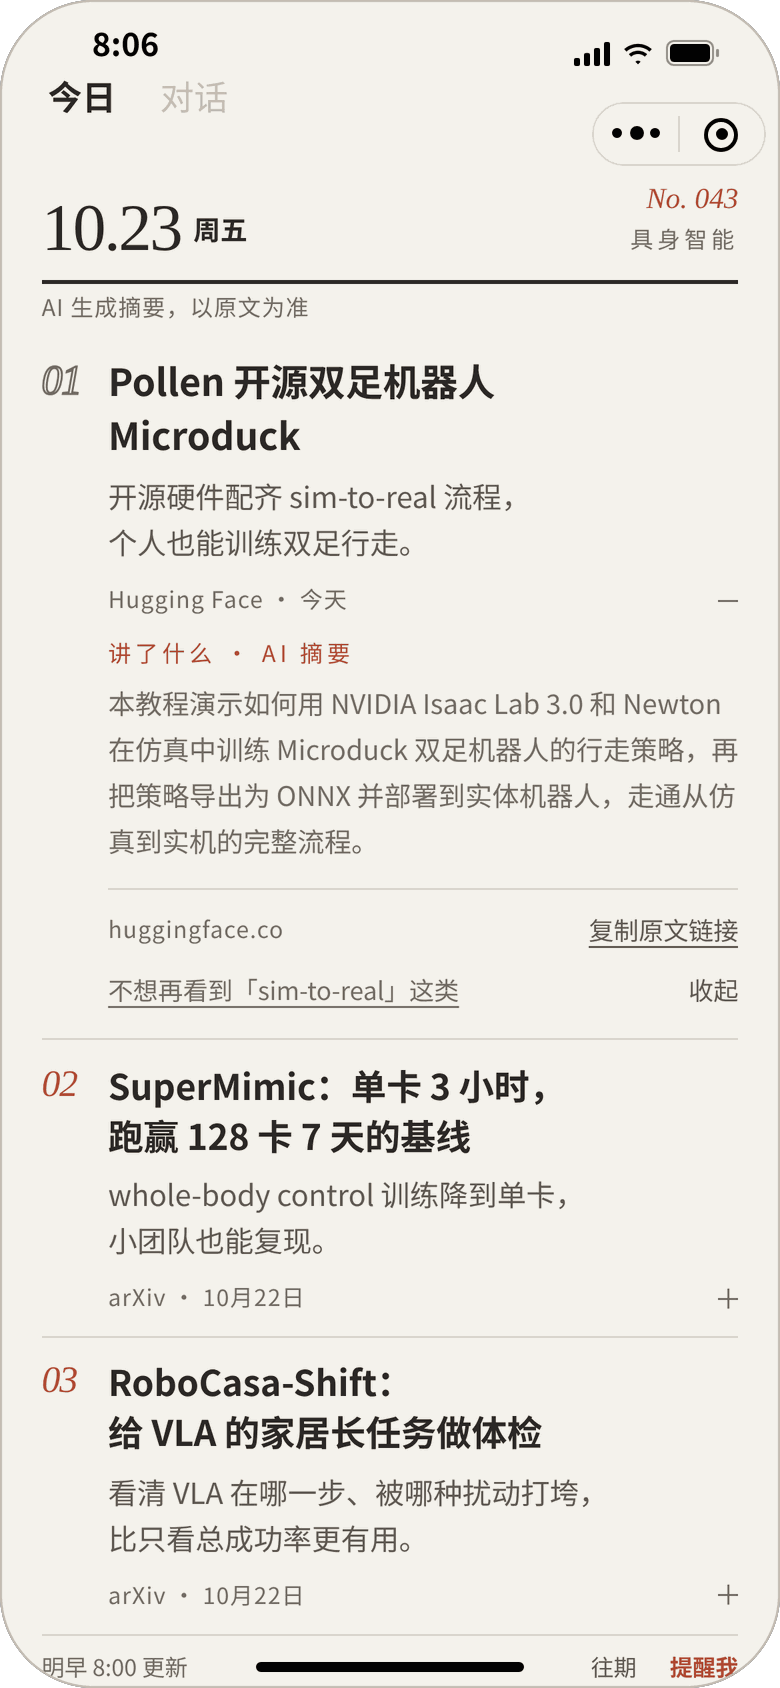 8:06
今日 对话
No. 043
10.23 周五
具身智能
AI 生成摘要，以原文为准
01 Pollen 开源双足机器人
Microduck
开源硬件配齐 sim-to-real 流程，
个人也能训练双足行走。
Hugging Face · 今天
讲了什么 · AI 摘要
本教程演示如何用 NVIDIA Isaac Lab 3.0 和 Newton
在仿真中训练 Microduck 双足机器人的行走策略，再
把策略导出为 ONNX 并部署到实体机器人，走通从仿
真到实机的完整流程。
huggingface.co 复制原文链接
不想再看到「sim-to-real」这类 收起
02 SuperMimic：单卡 3 小时，
跑赢 128 卡 7 天的基线
whole-body control 训练降到单卡，
小团队也能复现。
arXiv · 10月22日
03 RoboCasa-Shift：
给 VLA 的家居长任务做体检
看清 VLA 在哪一步、被哪种扰动打垮，
比只看总成功率更有用。
arXiv · 10月22日
明早 8:00 更新 往期 提醒我